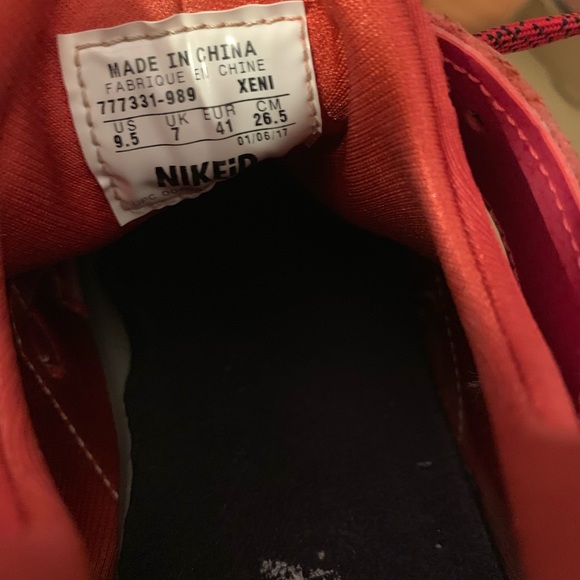 MADE IN CHINA
FABRIQUE EN CHINE
777331-989 XENI
US UK EUR CM
9.5 7 41 26.5
01/06/17
NIKEiD